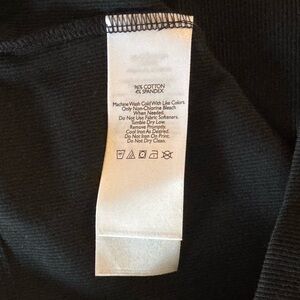 96% COTTON
4% SPANDEX
Machine Wash Cold With Like Colors.
Only Non-Chlorine Bleach
When Needed.
Do Not Use Fabric Softeners.
Tumble Dry Low.
Remove Promptly.
Cool Iron As Desired.
Do Not Iron On Print.
Do Not Dry Clean.